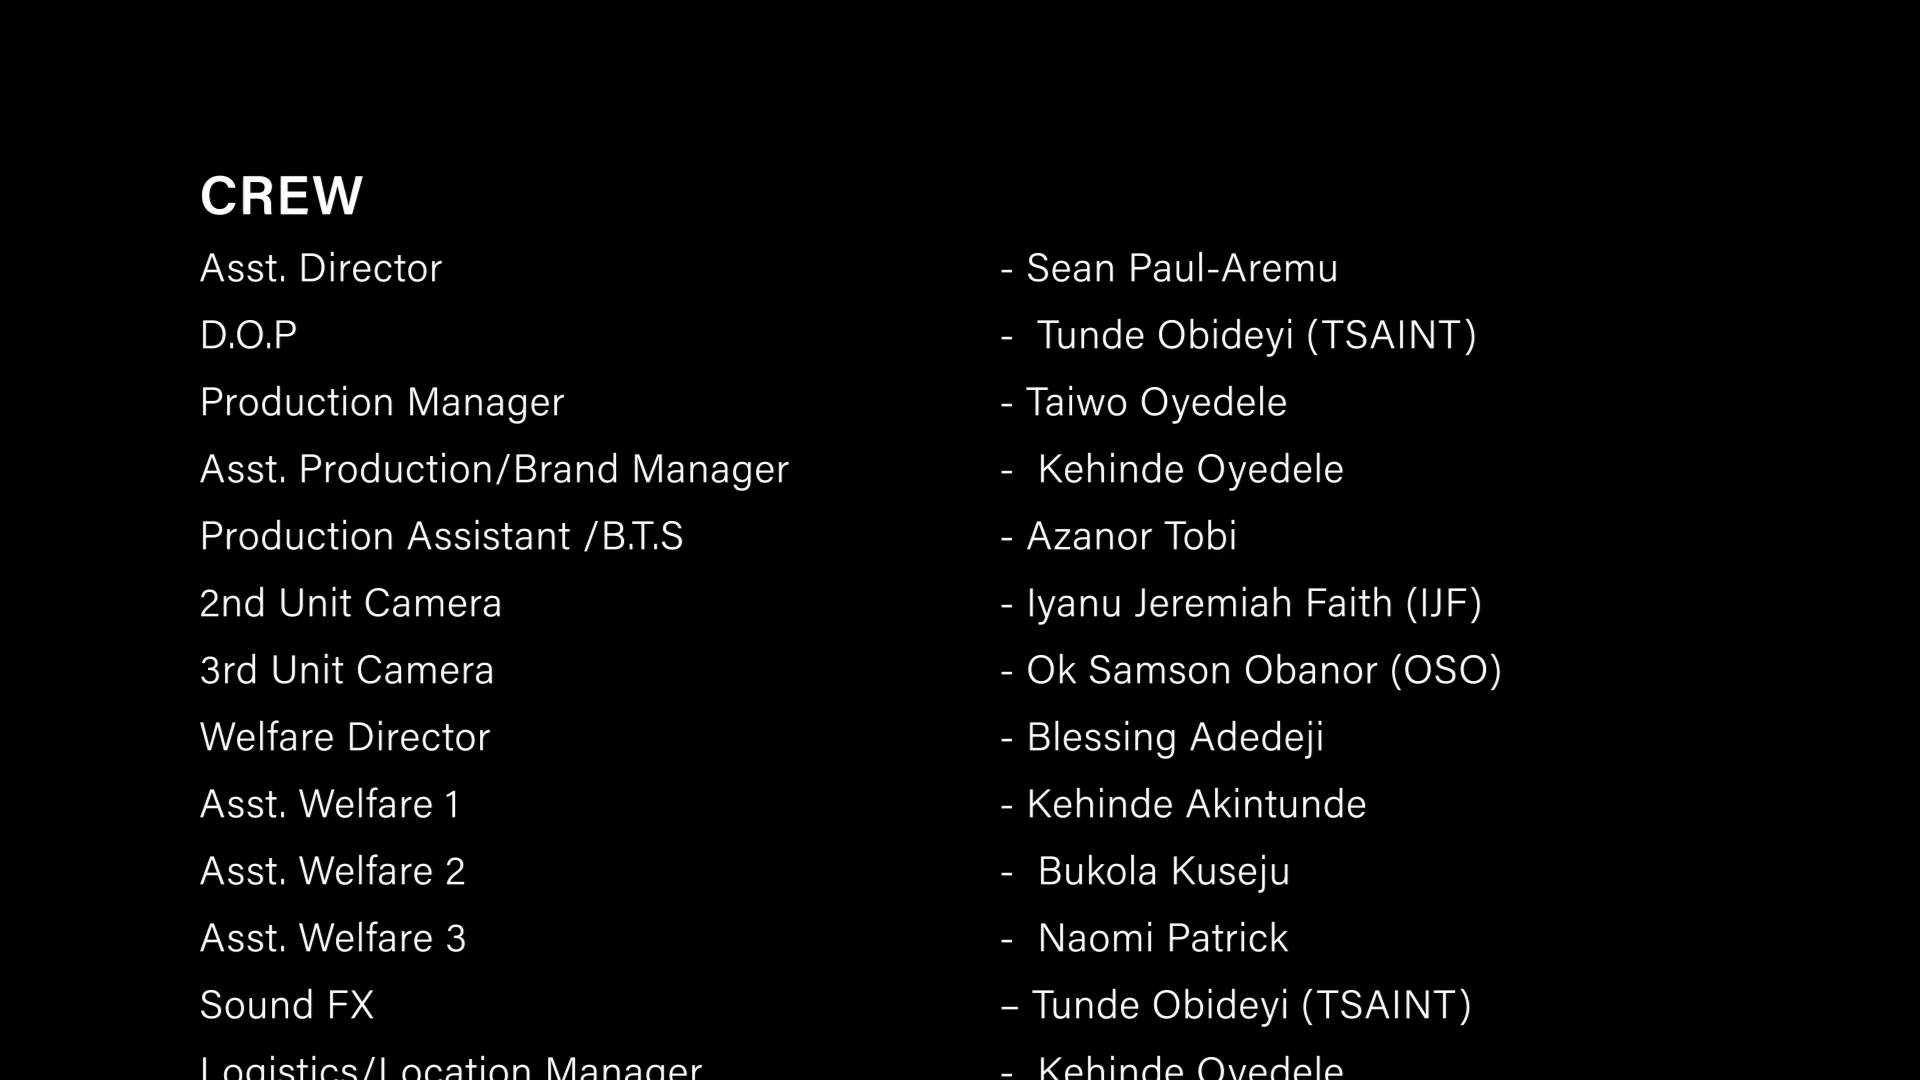 CREW
Asst. Director - Sean Paul-Aremu
D.O.P - Tunde Obideyi (TSAINT)
Production Manager - Taiwo Oyedele
Asst. Production/Brand Manager - Kehinde Oyedele
Production Assistant /B.T.S - Azanor Tobi
2nd Unit Camera - Iyanu Jeremiah Faith (IJF)
3rd Unit Camera - Ok Samson Obanor (OSO)
Welfare Director - Blessing Adedeji
Asst. Welfare 1 - Kehinde Akintunde
Asst. Welfare 2 - Bukola Kuseju
Asst. Welfare 3 - Naomi Patrick
Sound FX – Tunde Obideyi (TSAINT)
Logistics/Location Manager - Kehinde Oyedele